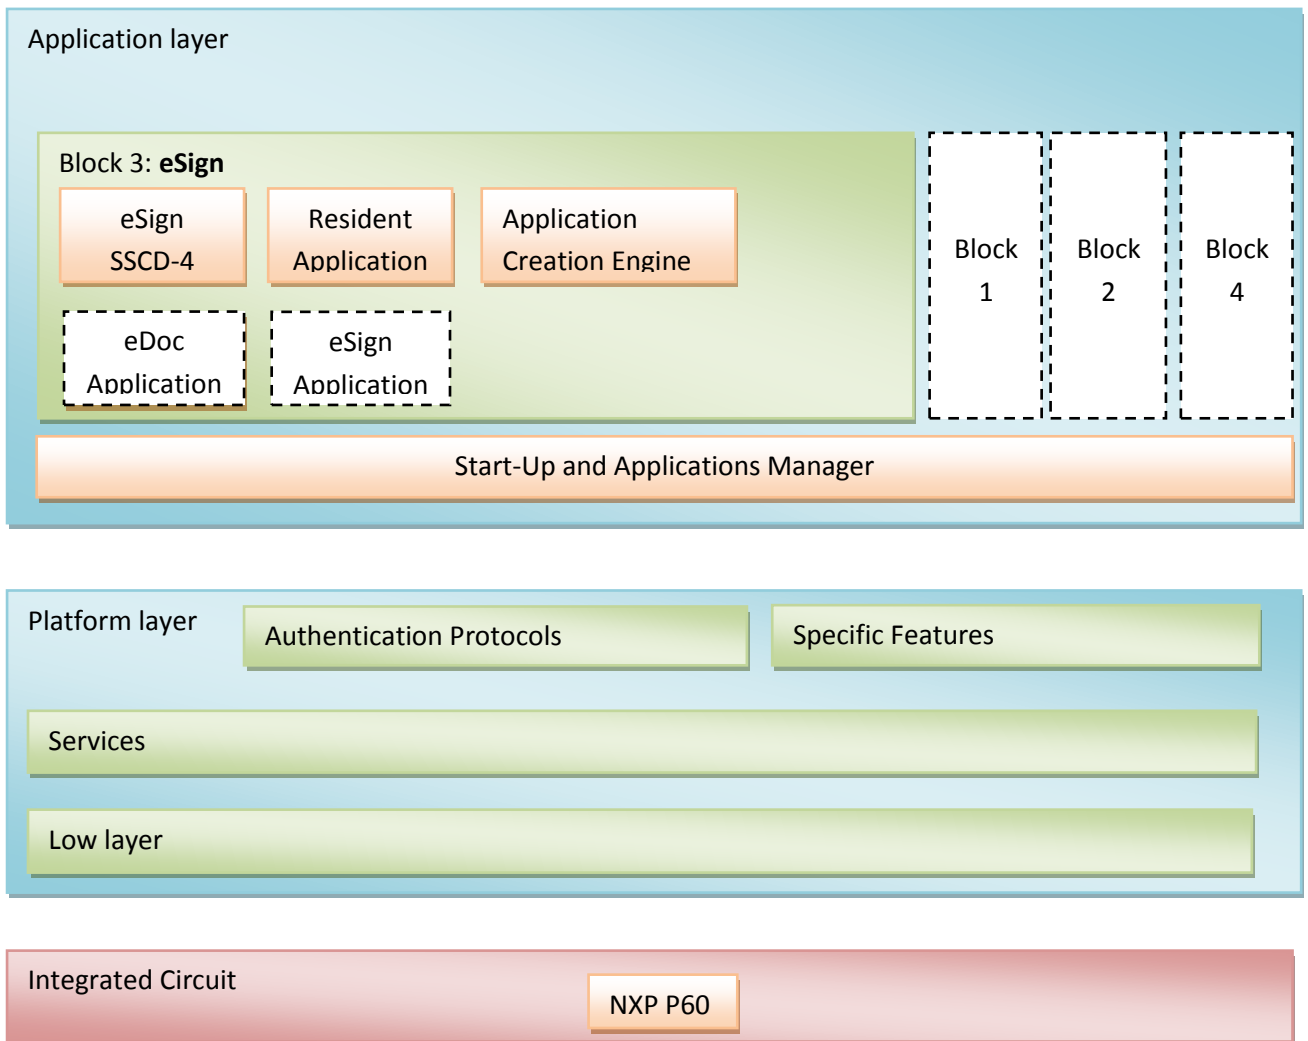 Application layer
Block 3: eSign
eSign
SSCD-4
Resident
Application
Application
Creation Engine
eDoc
Application
eSign
Application
Block
1
Block
2
Block
4
Start-Up and Applications Manager
Platform layer
Authentication Protocols
Specific Features
Services
Low layer
Integrated Circuit
NXP P60